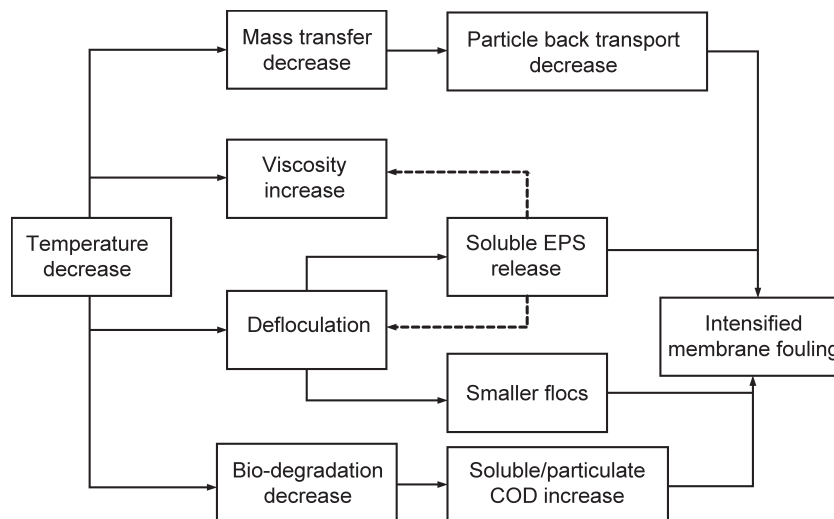 Mass transfer
decrease
Particle back transport
decrease
Viscosity
increase
Temperature
decrease
Soluble EPS
release
Defloculation
Intensified
membrane fouling
Smaller flocs
Bio-degradation
decrease
Soluble/particulate
COD increase